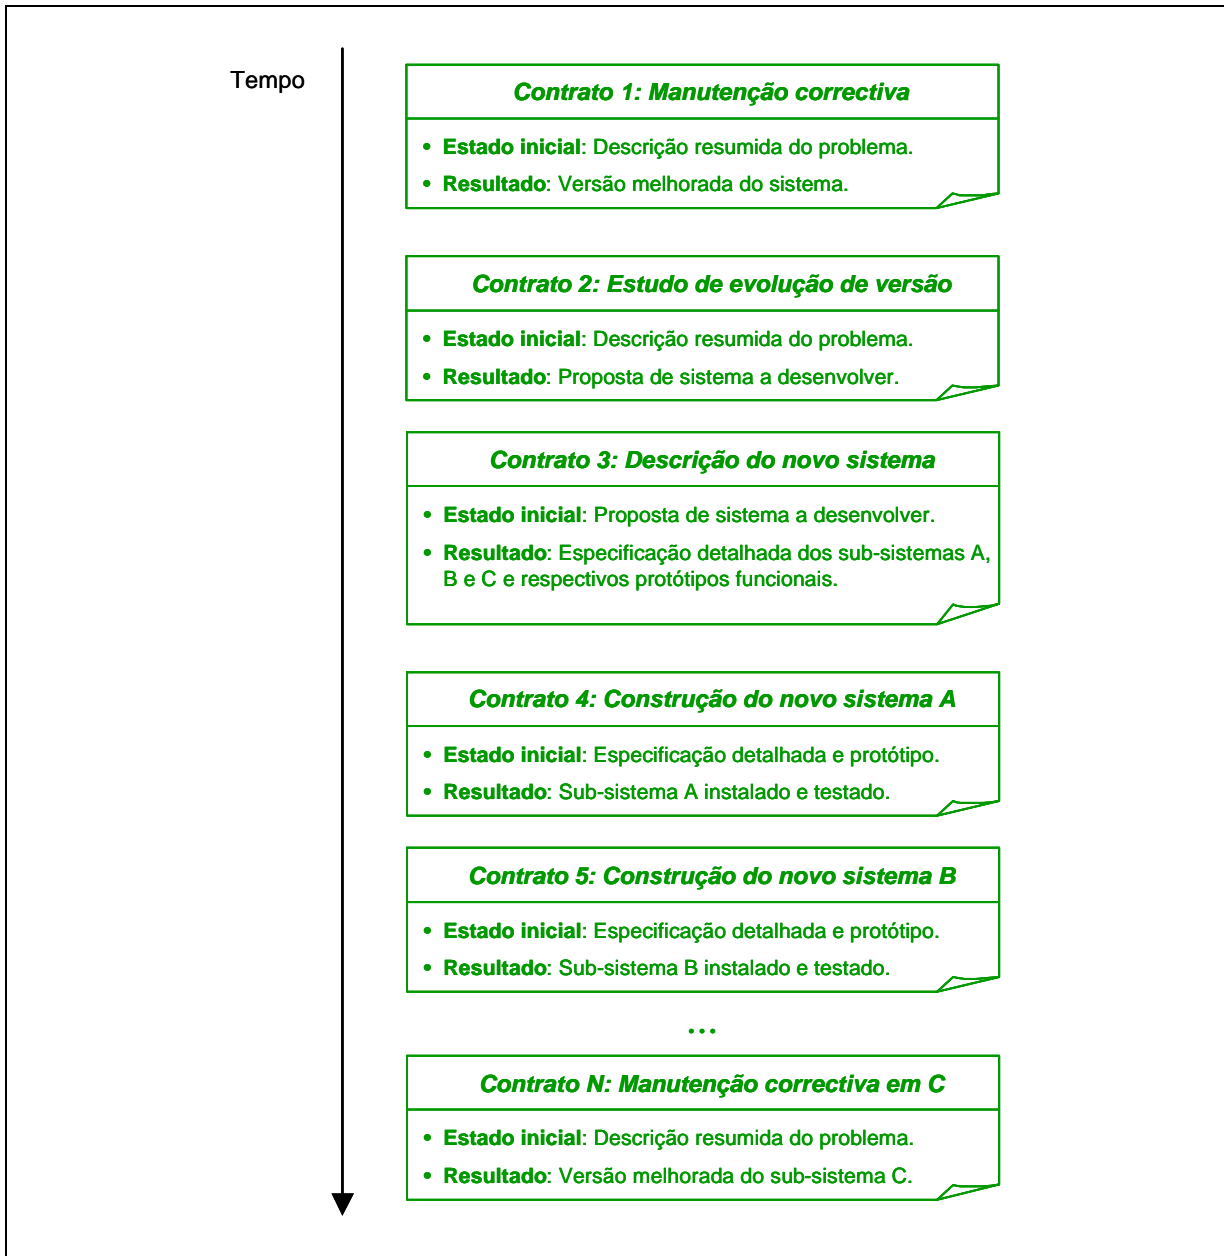 Tempo
Contrato 1: Manutenção correctiva
• Estado inicial: Descrição resumida do problema.
• Resultado: Versão melhorada do sistema.
Contrato 2: Estudo de evolução de versão
• Estado inicial: Descrição resumida do problema.
• Resultado: Proposta de sistema a desenvolver.
Contrato 3: Descrição do novo sistema
• Estado inicial: Proposta de sistema a desenvolver.
• Resultado: Especificação detalhada dos sub-sistemas A,
B e C e respectivos protótipos funcionais.
Contrato 4: Construção do novo sistema A
• Estado inicial: Especificação detalhada e protótipo.
• Resultado: Sub-sistema A instalado e testado.
Contrato 5: Construção do novo sistema B
• Estado inicial: Especificação detalhada e protótipo.
• Resultado: Sub-sistema B instalado e testado.
...
Contrato N: Manutenção correctiva em C
• Estado inicial: Descrição resumida do problema.
• Resultado: Versão melhorada do sub-sistema C.